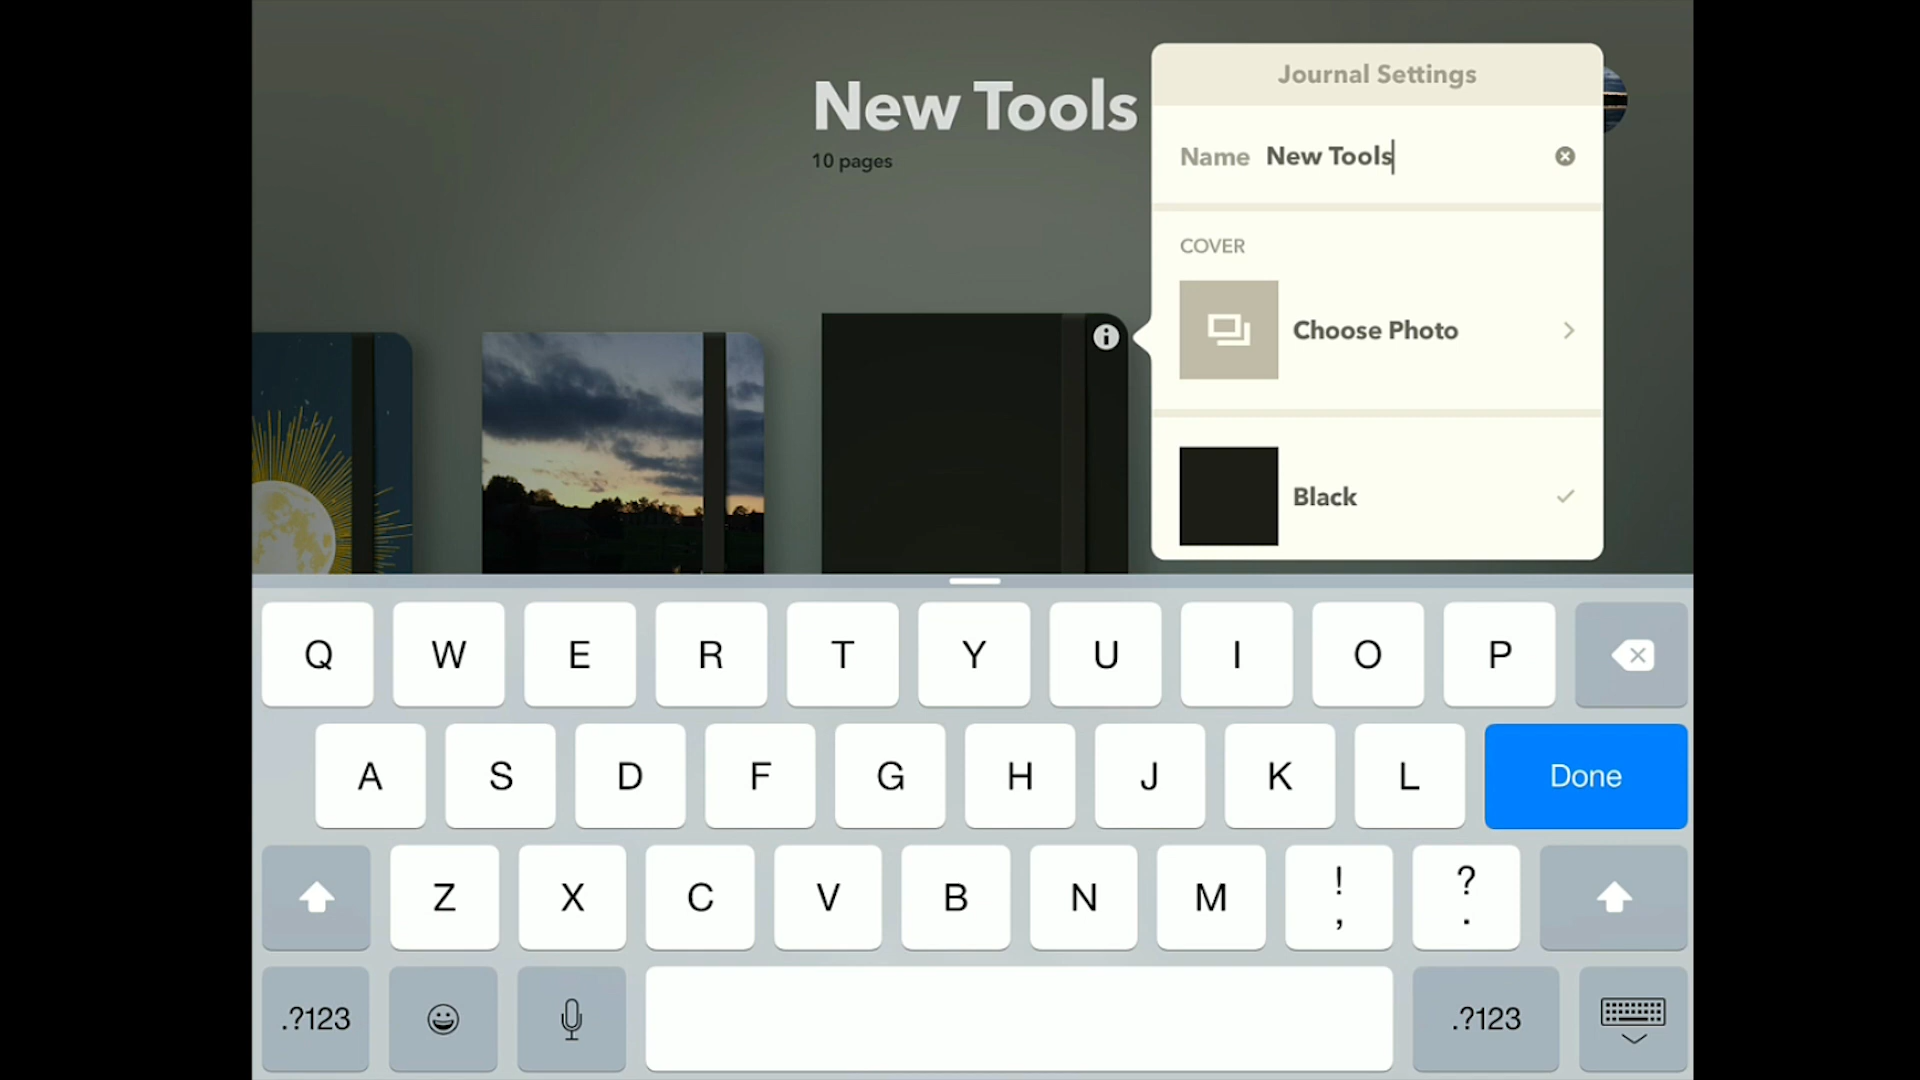 New Tools
10 pages
Journal Settings
Name New Tools
COVER
Choose Photo
Black
Q W E R T Y U I O P
A S D F G H J K L Done
Z X C V B N M ! , ? .
.?123 .?123